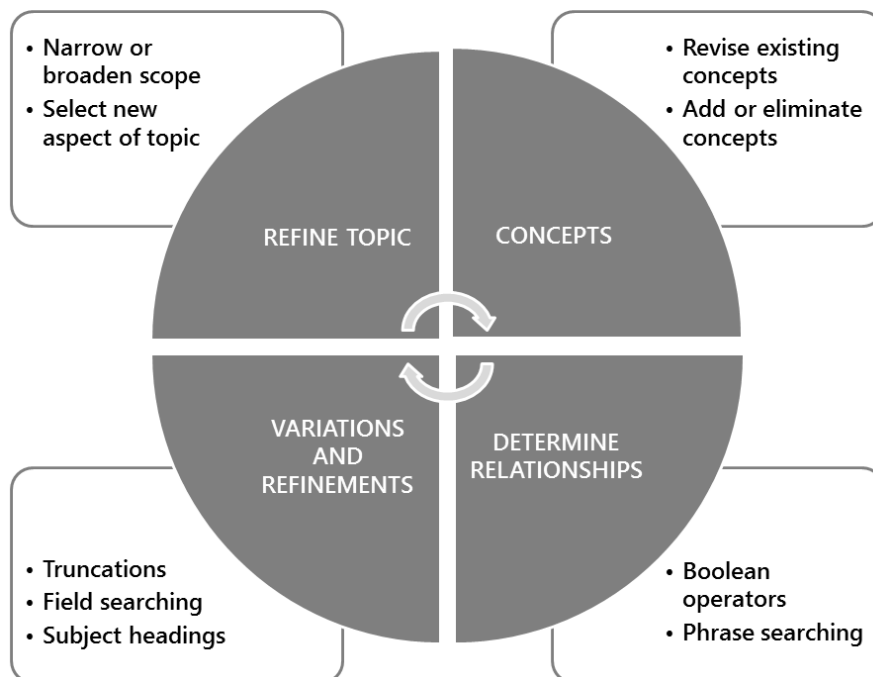 • Narrow or
broaden scope
• Select new
aspect of topic
• Revise existing
concepts
• Add or eliminate
concepts
REFINE TOPIC
CONCEPTS
VARIATIONS
AND
REFINEMENTS
DETERMINE
RELATIONSHIPS
• Truncations
• Field searching
• Subject headings
• Boolean
operators
• Phrase searching